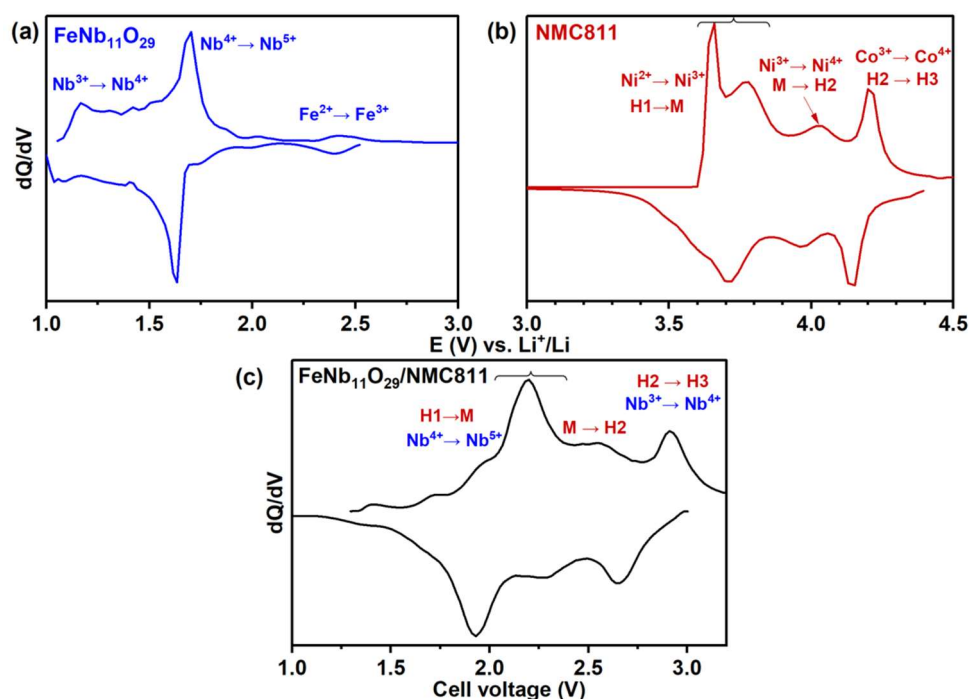 (a)
FeNb₁₁O₂₉
Nb⁴⁺→ Nb⁵⁺
Nb³⁺→ Nb⁴⁺
Fe²⁺→ Fe³⁺
dQ/dV
1.0 1.5 2.0 2.5 3.0
(b)
NMC811
Ni²⁺→ Ni³⁺
H1→M
Ni³⁺→ Ni⁴⁺
M → H2
Co³⁺→ Co⁴⁺
H2 → H3
3.0 3.5 4.0 4.5
E (V) vs. Li⁺/Li
(c)
FeNb₁₁O₂₉/NMC811
H1→M
Nb⁴⁺→ Nb⁵⁺
M → H2
H2 → H3
Nb³⁺→ Nb⁴⁺
dQ/dV
1.0 1.5 2.0 2.5 3.0
Cell voltage (V)